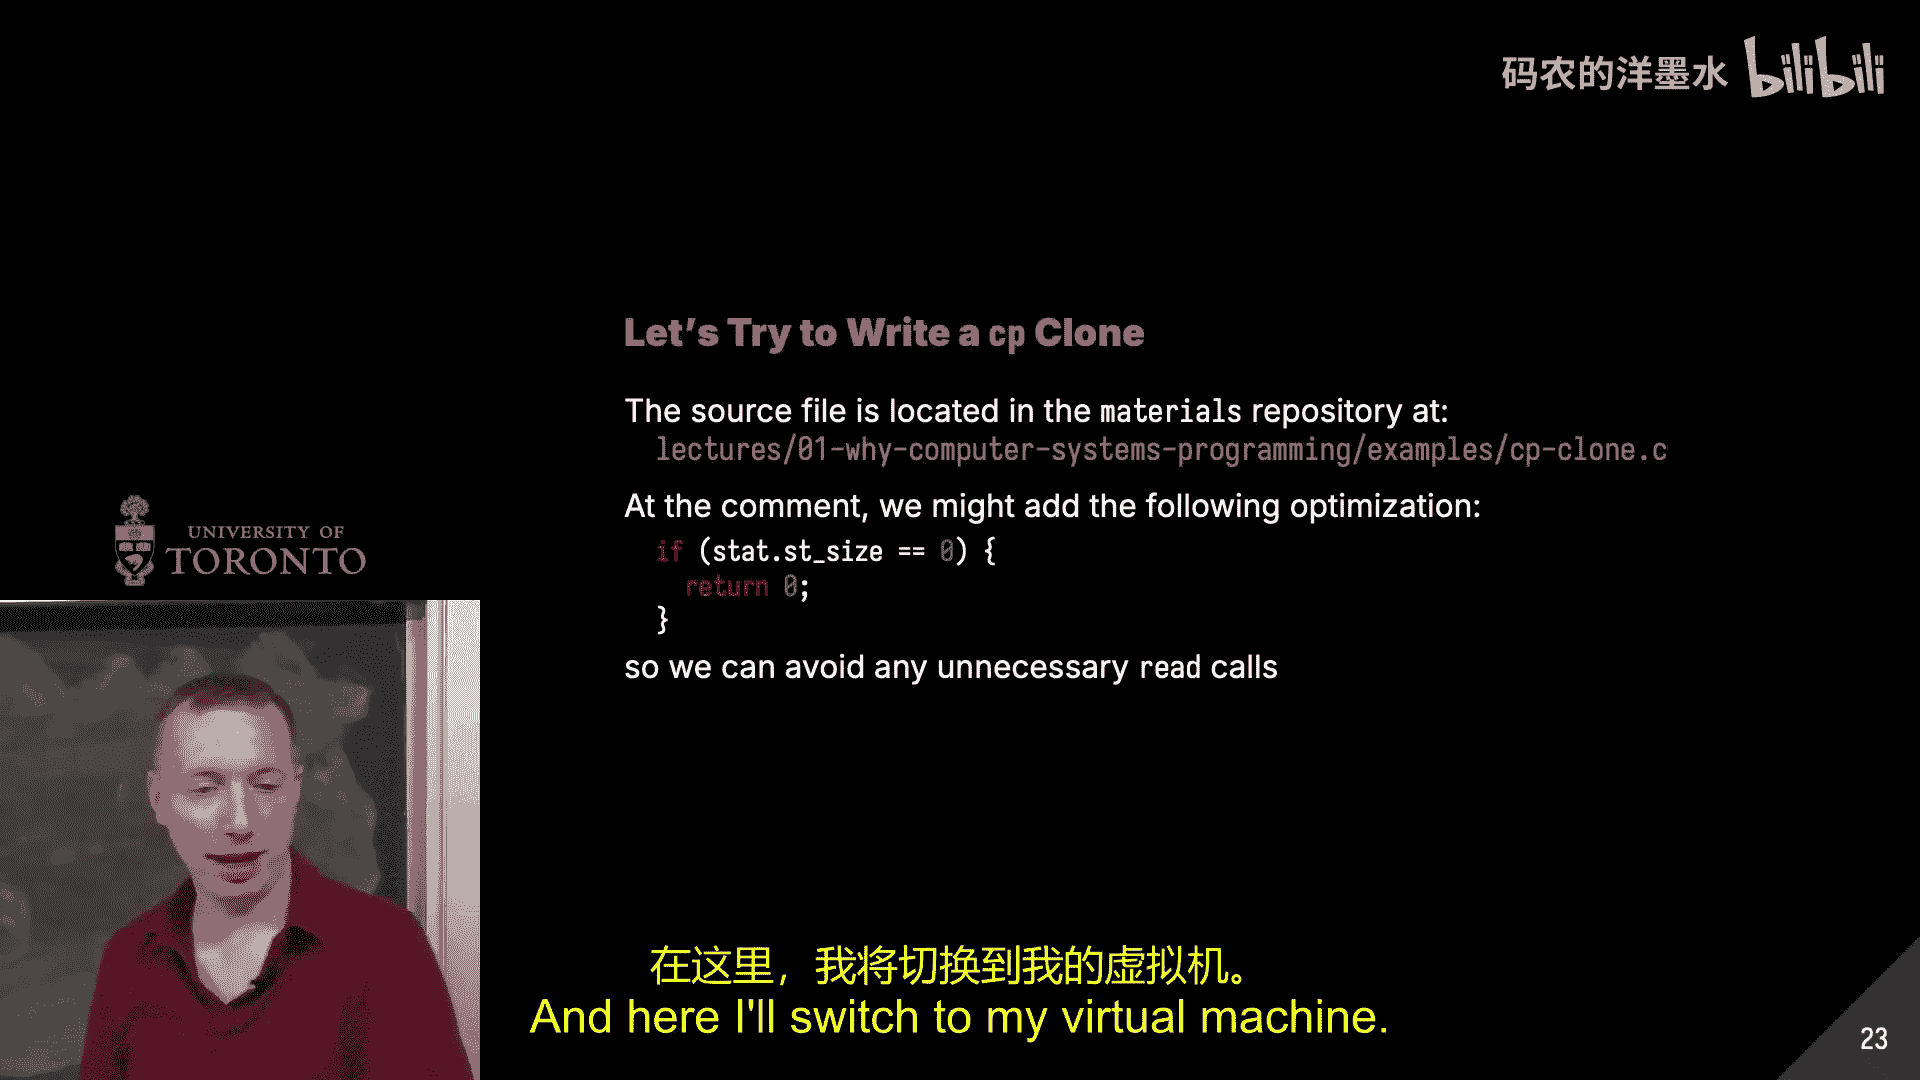 码农的洋墨水 bilibili
Let's Try to Write a cp Clone
The source file is located in the materials repository at:
lectures/01-why-computer-systems-programming/examples/cp-clone.c
At the comment, we might add the following optimization:
if (stat.st_size == 0) {
return 0;
}
so we can avoid any unnecessary read calls
UNIVERSITY OF
TORONTO
在这里，我将切换到我的虚拟机。
And here I'll switch to my virtual machine.
23